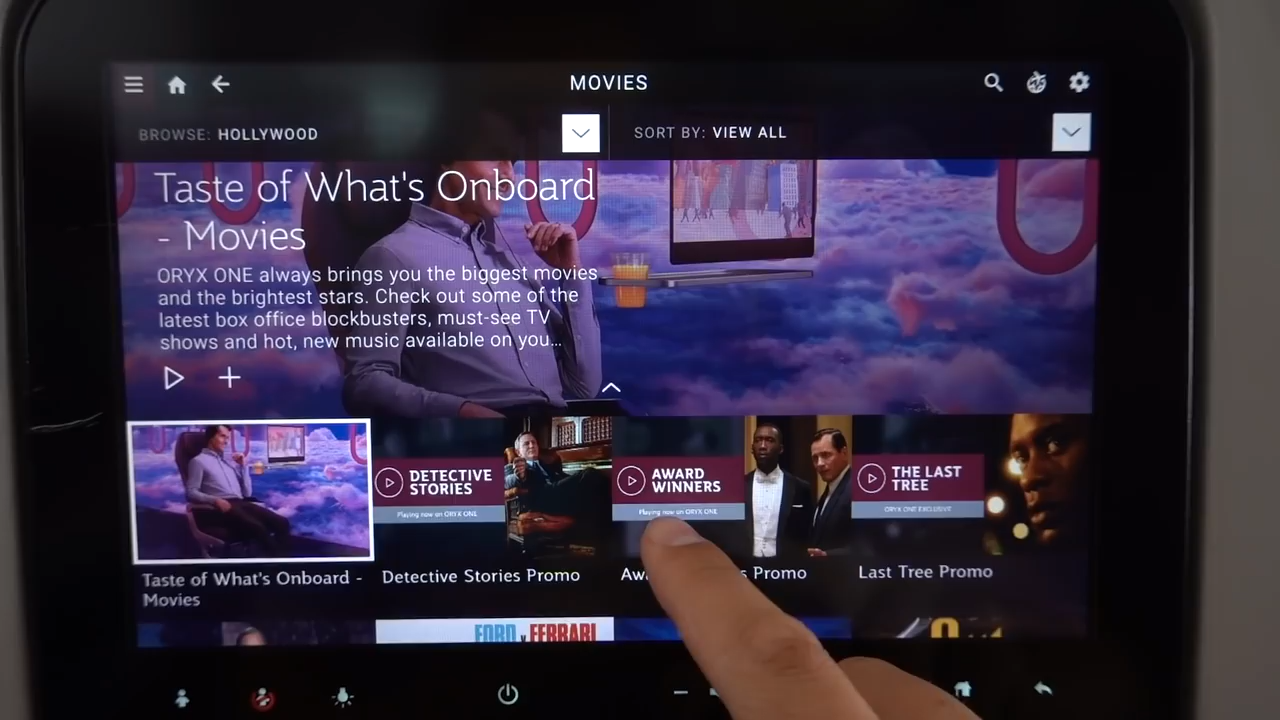 MOVIES
BROWSE: HOLLYWOOD
SORT BY: VIEW ALL
Taste of What's Onboard
- Movies
ORYX ONE always brings you the biggest movies
and the brightest stars. Check out some of the
latest box office blockbusters, must-see TV
shows and hot, new music available on you...
DETECTIVE
STORIES
Playing now on ORYX ONE
AWARD
WINNERS
Playing now on ORYX ONE
THE LAST
TREE
ORYX ONE EXCLUSIVE
Taste of What's Onboard -
Movies
Detective Stories Promo
Promo
Last Tree Promo
FORD v FERRARI